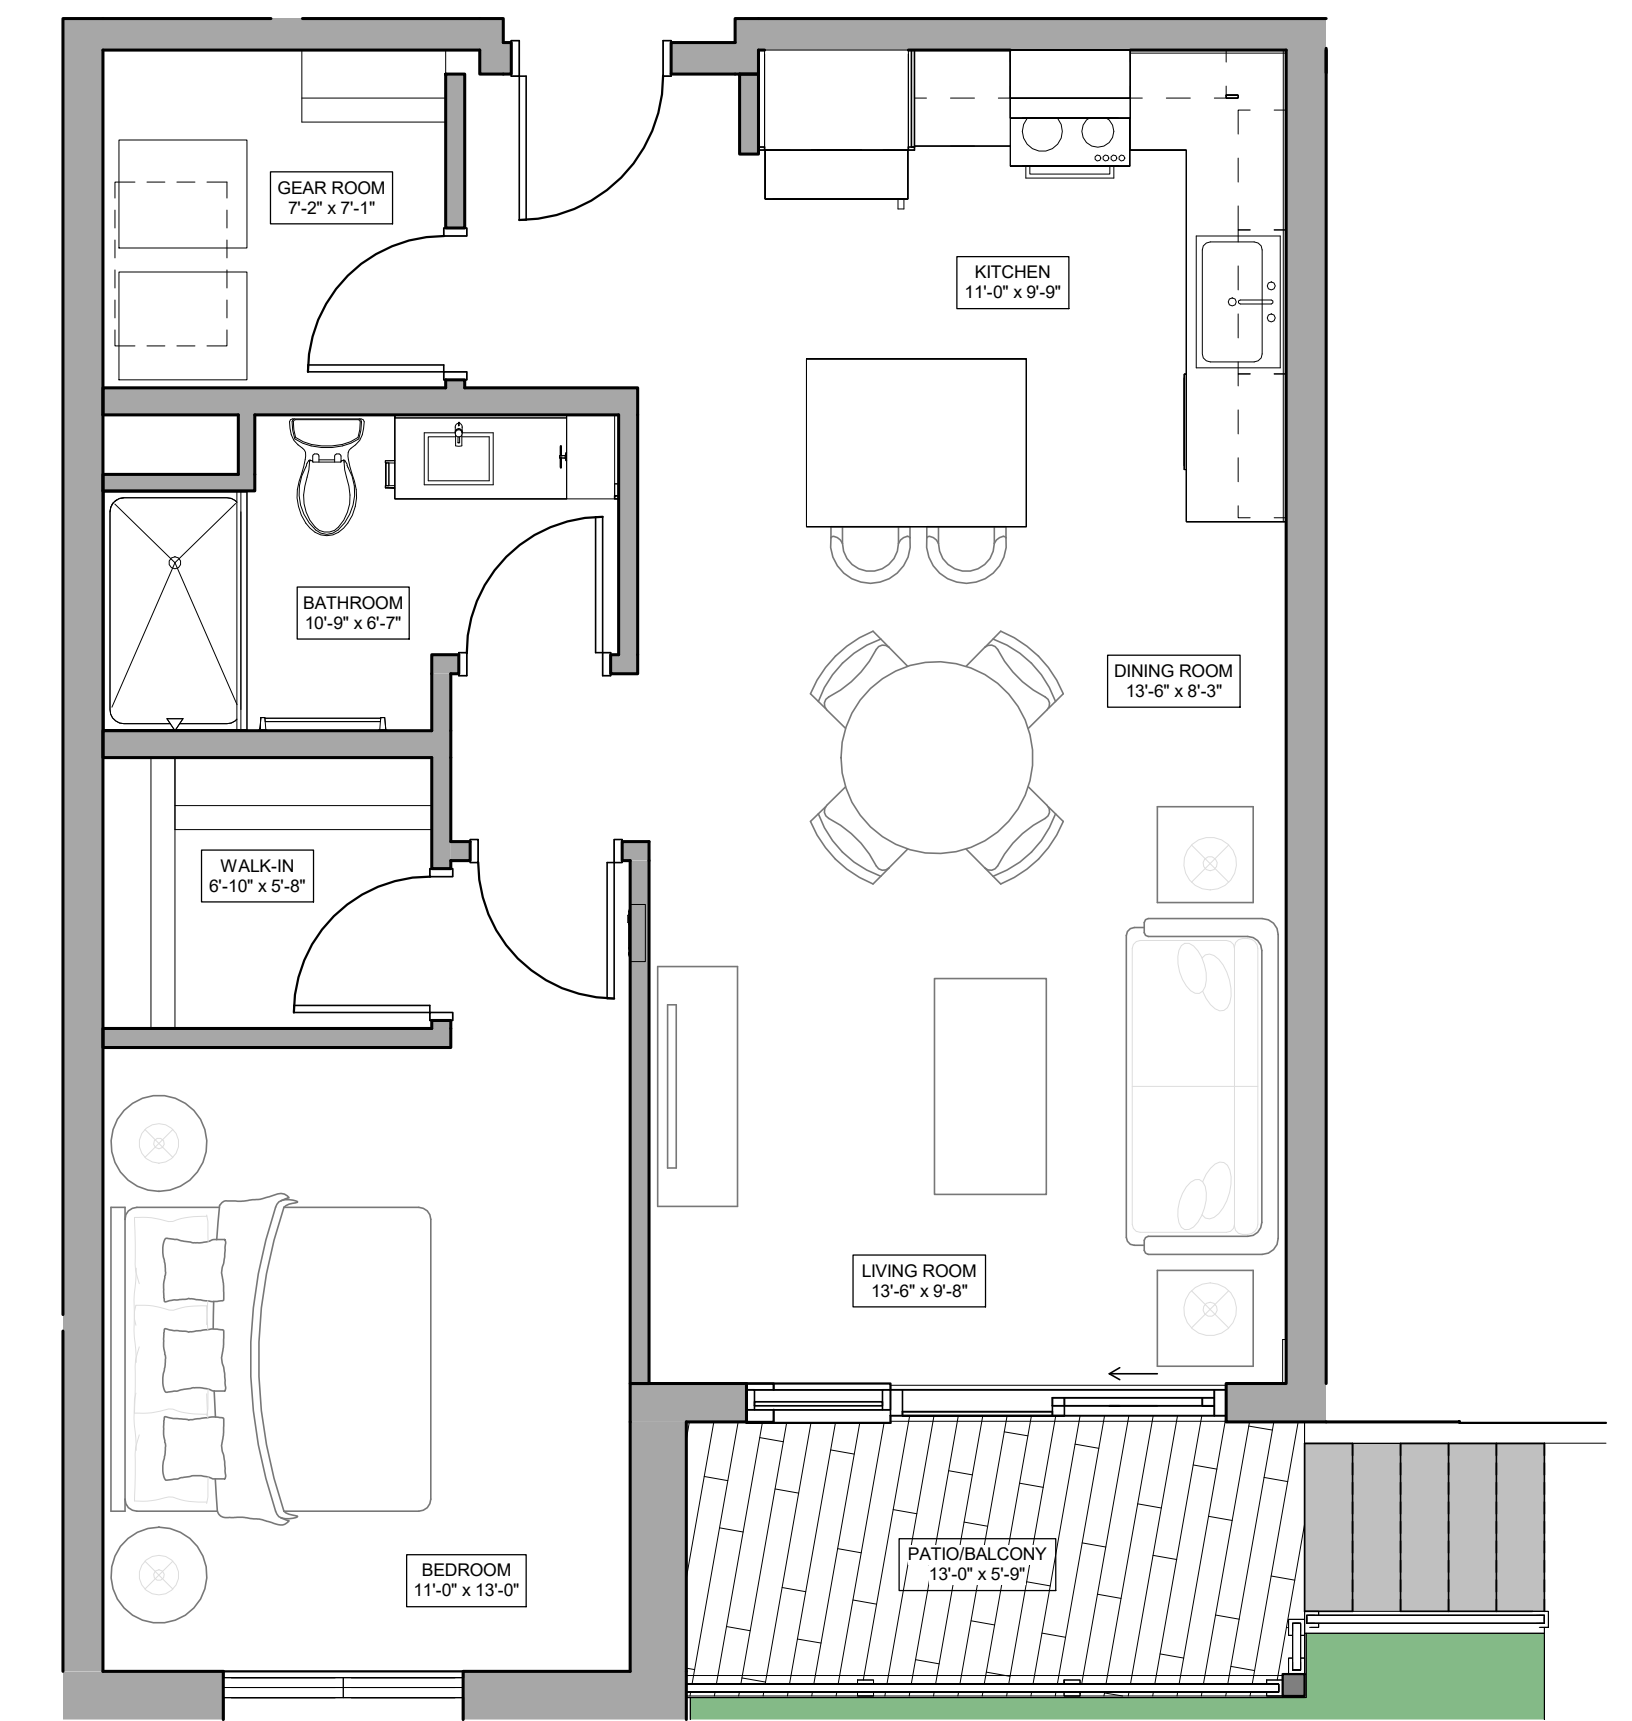 GEAR ROOM
7'-2" x 7'-1"
KITCHEN
11'-0" x 9'-9"
BATHROOM
10'-9" x 6'-7"
DINING ROOM
13'-6" x 8'-3"
WALK-IN
6'-10" x 5'-8"
LIVING ROOM
13'-6" x 9'-8"
PATIO/BALCONY
13'-0" x 5'-9"
BEDROOM
11'-0" x 13'-0"